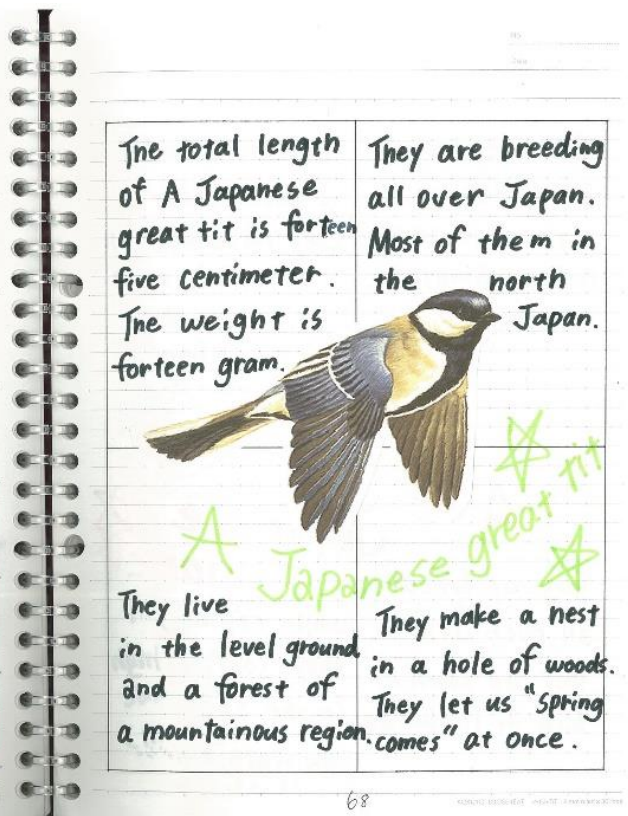 The total length
of A Japanese
great tit is forteen
five centimeter.
The weight is
forteen gram.
They are breeding
all over Japan.
Most of them in
the north
Japan.
A Japanese great tit
They live
in the level ground
and a forest of
a mountainous region.
They make a nest
in a hole of woods.
They let us "spring
comes" at once.
68